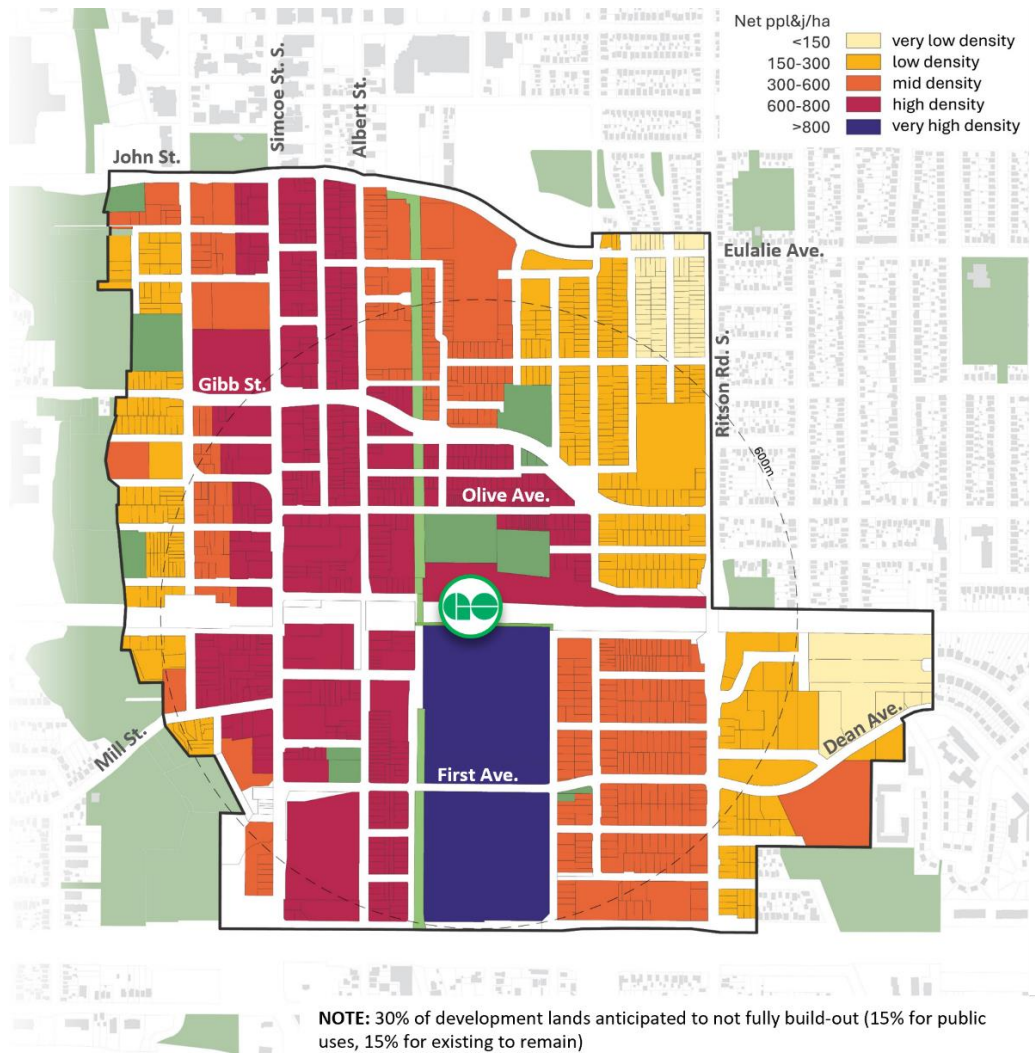 Net ppl&j/ha
<150 very low density
150-300 low density
300-600 mid density
600-800 high density
>800 very high density
Simcoe St. S.
Albert St.
John St.
Eulalie Ave.
Ritson Rd. S.
Gibb St.
600m
Olive Ave.
GO
Mill St.
Dean Ave.
First Ave.
NOTE: 30% of development lands anticipated to not fully build-out (15% for public
uses, 15% for existing to remain)